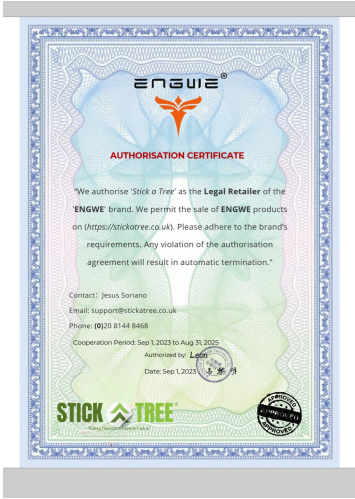 ENGWE®
AUTHORISATION CERTIFICATE
"We authorise 'Stick a Tree' as the Legal Retailer of the
'ENGWE' brand. We permit the sale of ENGWE products
on (https://stickatree.co.uk). Please adhere to the brand's
requirements. Any violation of the authorisation
agreement will result in automatic termination."
Contact: Jesus Soriano
Email: support@stickatree.co.uk
Phone: (0)20 8144 8468
Cooperation Period: Sep 1, 2023 to Aug 31, 2025
Authorized by: Leon
Date: Sep 1, 2023
STICK TREE
APPROVED
APPROVED
APPROVED